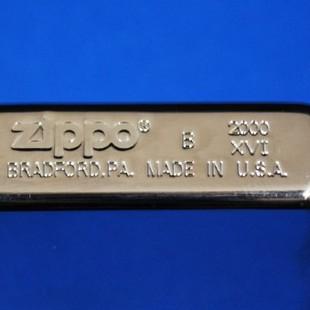 Zippo® B 2000
XVI
BRADFORD, PA. MADE IN U.S.A.